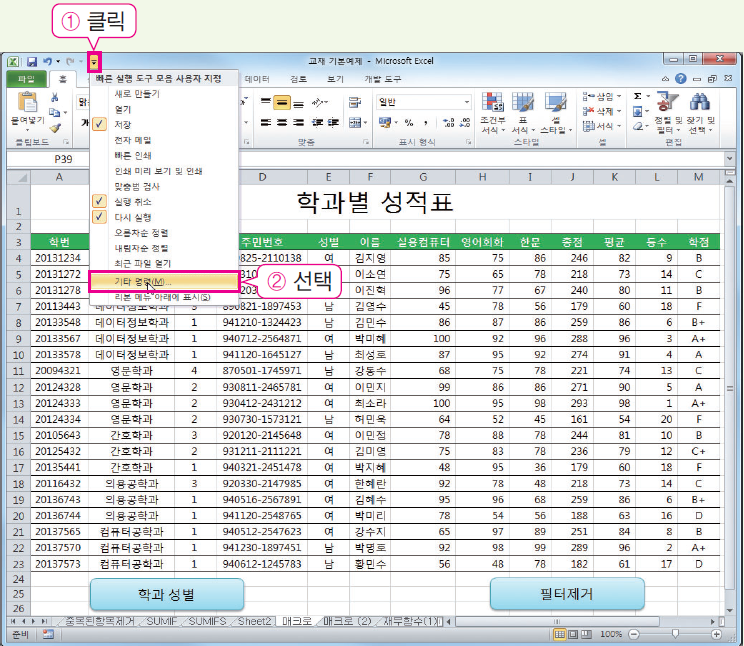 ① 클릭
교재 기본예제 - Microsoft Excel
파일 홈 데이터 검토 보기 개발 도구
빠른 실행 도구 모음 사용자 지정
새로 만들기
열기
저장
전자 메일
빠른 인쇄
인쇄 미리 보기 및 인쇄
맞춤법 검사
실행 취소
다시 실행
오름차순 정렬
내림차순 정렬
최근 파일 열기
기타 명령(M)...
리본 메뉴 아래에 표시(S)
② 선택
붙여넣기
클립보드
맞춤
일반
표시 형식
조건부 서식 표 서식 셀 스타일
스타일
삽입
삭제
서식
셀
정렬 및 필터 찾기 및 선택
편집
P39
A D E F G H I J K L M
1 학과별 성적표
2
3 학번 주민번호 성별 이름 실용컴퓨터 영어회화 한문 총점 평균 등수 학점
4 20131234 0825-2110138 여 김지영 85 75 86 246 82 9 B
5 20131272 여 이소연 75 65 78 218 73 14 C
6 20131278 이진혁 96 77 67 240 80 11 B
7 20113443 데이터정보학과 3 890821-1897453 남 김영수 45 78 56 179 60 18 F
8 20133548 데이터정보학과 1 941210-1324423 남 김민수 86 87 86 259 86 6 B+
9 20133567 데이터정보학과 1 940712-2564871 여 박미혜 100 92 96 288 96 3 A+
10 20133578 데이터정보학과 1 941120-1645127 남 최성호 87 95 92 274 91 4 A
11 20094321 영문학과 4 870501-1745971 남 강동수 68 75 78 221 74 13 C
12 20124328 영문학과 2 930811-2465781 여 이민지 99 86 86 271 90 5 A
13 20124333 영문학과 2 930412-2431212 여 최소라 100 95 98 293 98 1 A+
14 20124334 영문학과 2 930730-1573121 남 허민욱 64 52 45 161 54 20 F
15 20105643 간호학과 3 920120-2145648 여 이민정 78 88 78 244 81 10 B
16 20125432 간호학과 2 931211-2111221 여 김미영 75 83 78 236 79 12 C+
17 20135441 간호학과 1 940321-2451478 여 박지혜 48 95 36 179 60 18 F
18 20116432 의용공학과 3 920330-2147985 여 한혜란 92 78 48 218 73 14 C
19 20136743 의용공학과 1 940516-2567891 여 김혜수 95 96 68 259 86 6 B+
20 20136744 의용공학과 1 941120-2548765 여 박미리 78 54 56 188 63 16 D
21 20137565 컴퓨터공학과 1 940512-2547623 여 강수지 65 97 89 251 84 8 B
22 20137570 컴퓨터공학과 1 941230-1897451 남 박명호 92 98 99 289 96 2 A+
23 20137573 컴퓨터공학과 1 940612-1245783 남 황민수 56 48 78 182 61 17 D
24
25 학과 성별 필터제거
26
중복된항목제거 SUMIF SUMIFS Sheet2 매크로 매크로 (2) 재무함수(1)
준비 100%